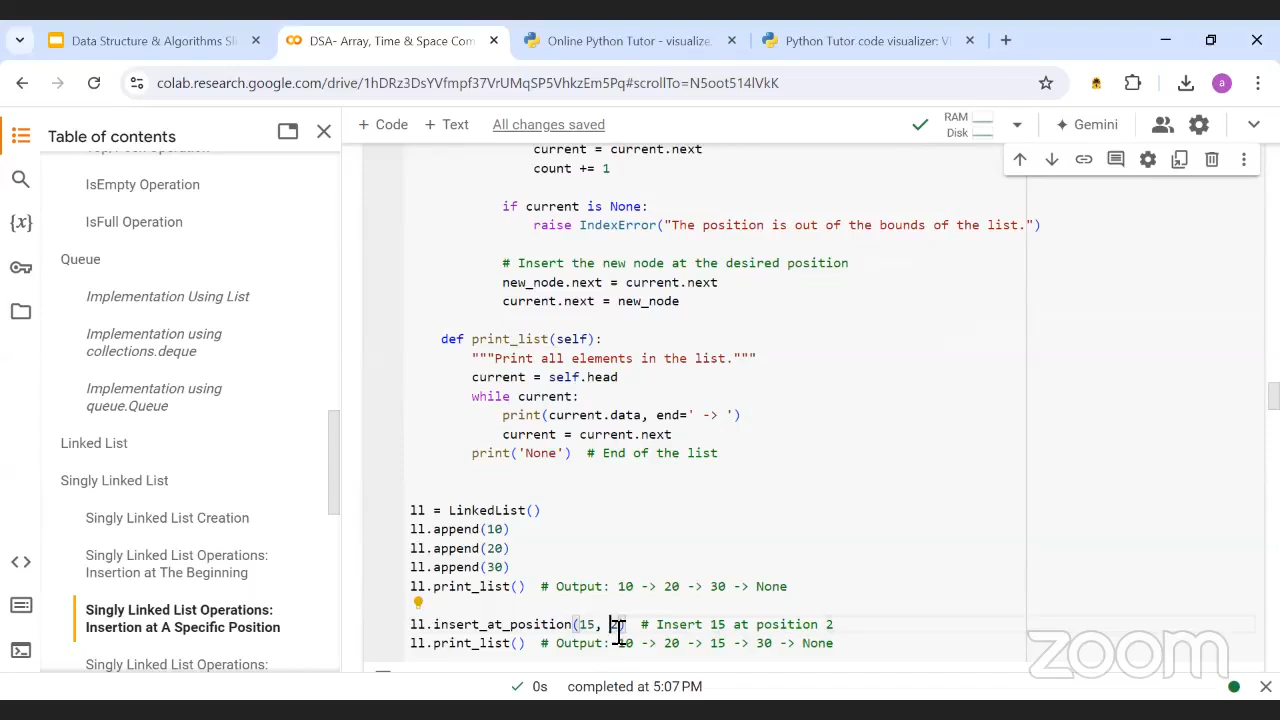 Data Structure & Algorithms Sli
DSA- Array, Time & Space Com
Online Python Tutor - visualize
Python Tutor code visualizer: Vi
colab.research.google.com/drive/1hDRz3DsYVfmpf37VrUMqSP5VhkzEm5Pq#scrollTo=N5oot514lVkK
a
Table of contents
+ Code
+ Text
All changes saved
RAM
Disk
Gemini
IsEmpty Operation
IsFull Operation
Queue
Implementation Using List
Implementation using
collections.deque
Implementation using
queue.Queue
Linked List
Singly Linked List
Singly Linked List Creation
Singly Linked List Operations:
Insertion at The Beginning
Singly Linked List Operations:
Insertion at A Specific Position
Singly Linked List Operations:
current = current.next
count += 1
if current is None:
raise IndexError("The position is out of the bounds of the list.")
# Insert the new node at the desired position
new_node.next = current.next
current.next = new_node
def print_list(self):
"""Print all elements in the list."""
current = self.head
while current:
print(current.data, end=' -> ')
current = current.next
print('None')  # End of the list
ll = LinkedList()
ll.append(10)
ll.append(20)
ll.append(30)
ll.print_list()  # Output: 10 -> 20 -> 30 -> None
ll.insert_at_position(15, # Insert 15 at position 2
ll.print_list()  # Output: 10 -> 20 -> 15 -> 30 -> None
0s completed at 5:07 PM
zoom